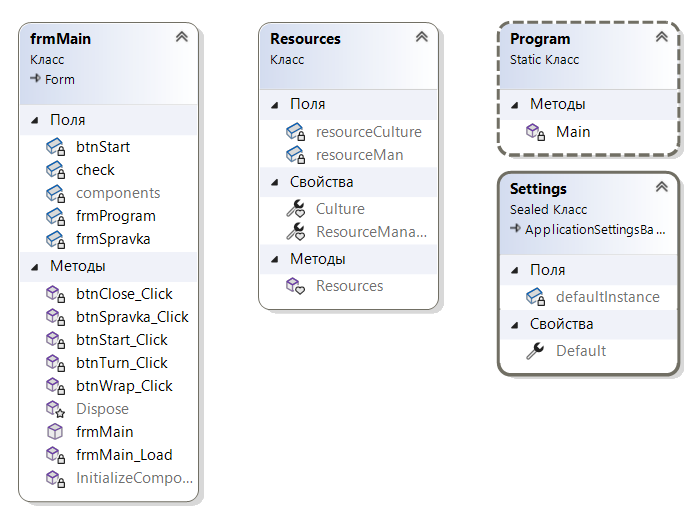 frmMain
Класс
Form
Поля
btnStart
check
components
frmProgram
frmSpravka
Методы
btnClose_Click
btnSpravka_Click
btnStart_Click
btnTurn_Click
btnWrap_Click
Dispose
frmMain
frmMain_Load
InitializeCompo...
Resources
Класс
Поля
resourceCulture
resourceMan
Свойства
Culture
ResourceMana...
Методы
Resources
Program
Static Класс
Методы
Main
Settings
Sealed Класс
ApplicationSettingsBa...
Поля
defaultInstance
Свойства
Default